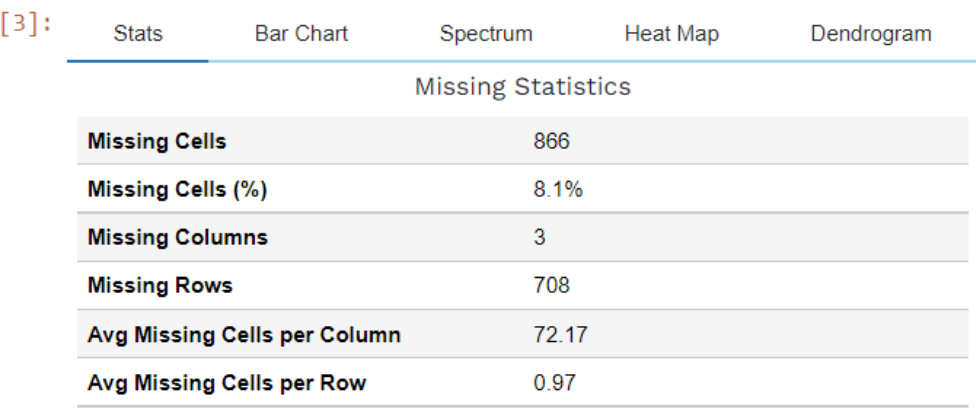 [3]:
Stats Bar Chart Spectrum Heat Map Dendrogram
Missing Statistics
Missing Cells 866
Missing Cells (%) 8.1%
Missing Columns 3
Missing Rows 708
Avg Missing Cells per Column 72.17
Avg Missing Cells per Row 0.97